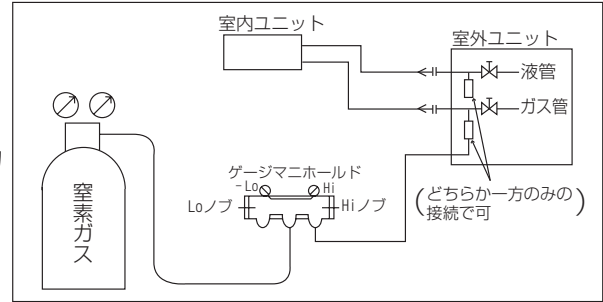 室内ユニット
室外ユニット
液管
ガス管
ゲージマニホールド
-Lo
Hi
Loノブ
Hiノブ
(どちらか一方のみの
接続で可)
窒素ガス